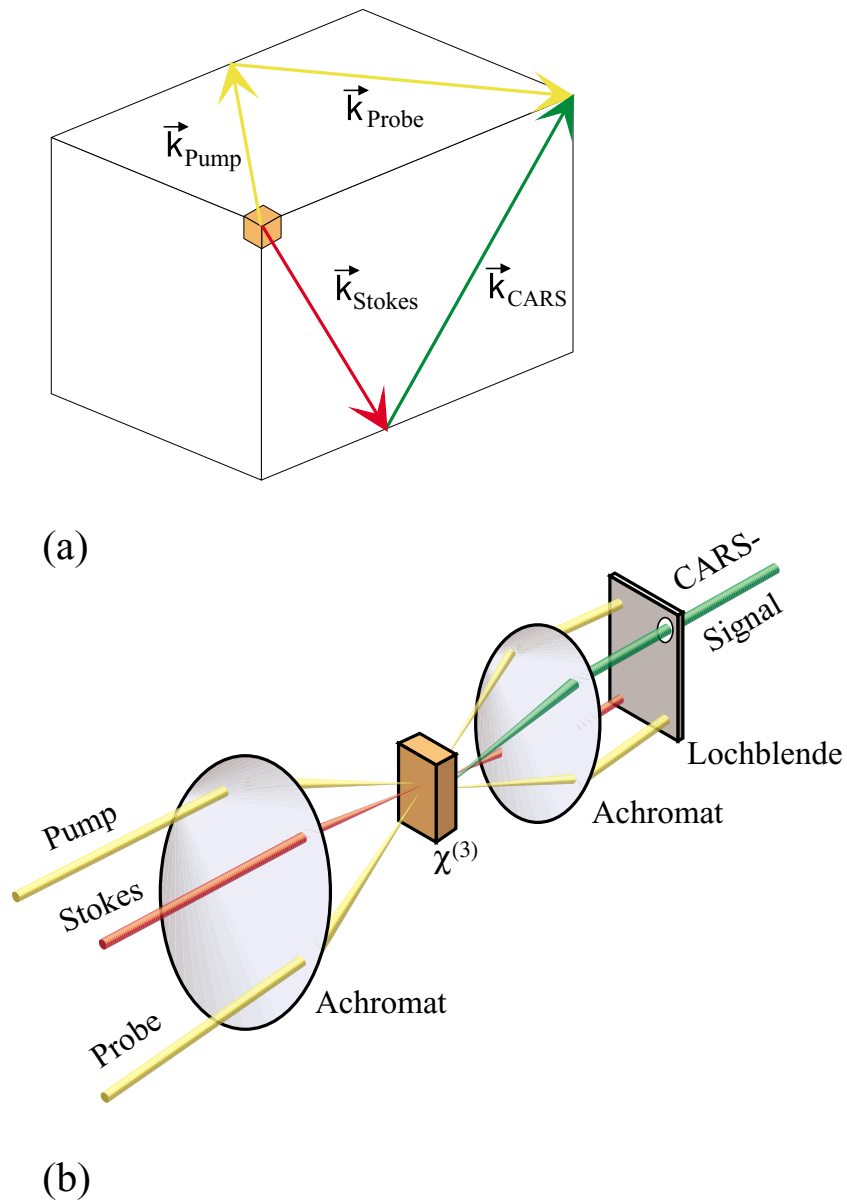 k⃗Probe
k⃗Pump
k⃗Stokes
k⃗CARS
(a)
CARS-
Signal
Lochblende
Achromat
χ(3)
Pump
Stokes
Probe
Achromat
(b)